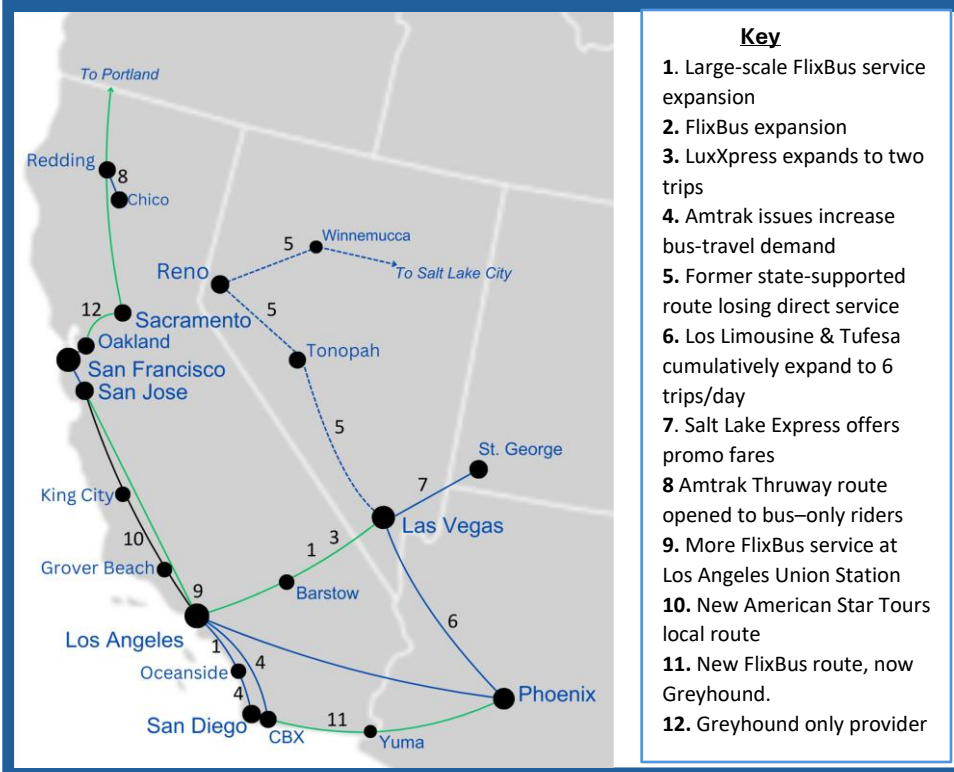 To Portland
Redding
8
Chico
Winnemucca
5
Reno
To Salt Lake City
5
12
Sacramento
Oakland
Tonopah
San Francisco
San Jose
5
St. George
7
King City
Las Vegas
3
10
1
Grover Beach
9
Barstow
6
Los Angeles
1
4
Oceanside
4
Phoenix
San Diego
11
CBX
Yuma
Key
1. Large-scale FlixBus service
expansion
2. FlixBus expansion
3. LuxXpress expands to two
trips
4. Amtrak issues increase
bus-travel demand
5. Former state-supported
route losing direct service
6. Los Limousine & Tufesa
cumulatively expand to 6
trips/day
7. Salt Lake Express offers
promo fares
8 Amtrak Thruway route
opened to bus–only riders
9. More FlixBus service at
Los Angeles Union Station
10. New American Star Tours
local route
11. New FlixBus route, now
Greyhound.
12. Greyhound only provider